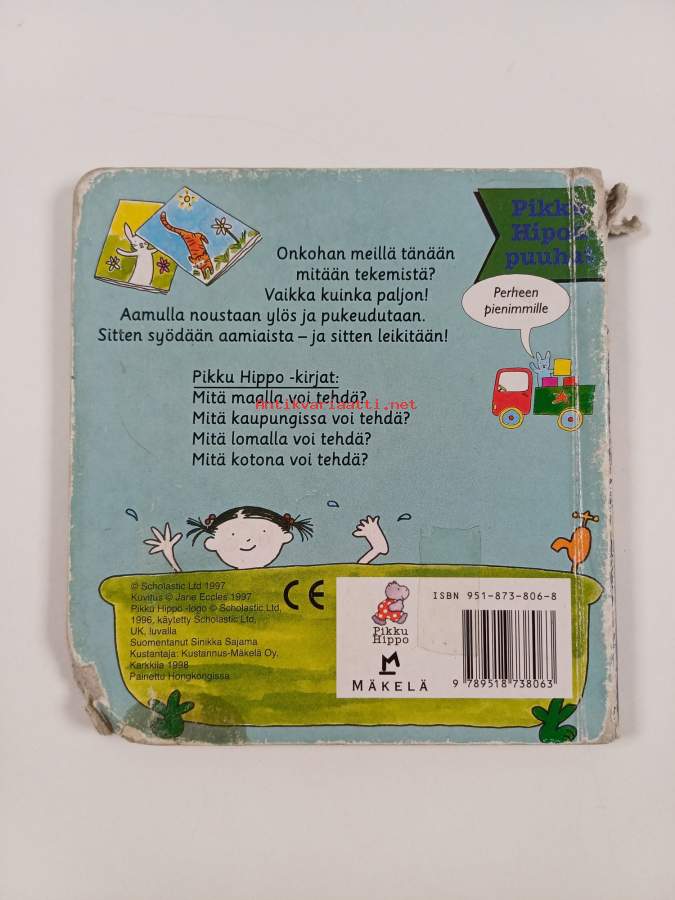 Pikku
Hipon
puuhat
Onkohan meillä tänään
mitään tekemistä?
Vaikka kuinka paljon!
Aamulla noustaan ylös ja pukeudutaan.
Sitten syödään aamiaista – ja sitten leikitään!
Perheen
pienimmille
Pikku Hippo -kirjat:
Mitä maalla voi tehdä?
Antikvariaatti.net
Mitä kaupungissa voi tehdä?
Mitä lomalla voi tehdä?
Mitä kotona voi tehdä?
© Scholastic Ltd 1997
Kuvitus © Jane Eccles 1997
Pikku Hippo -logo © Scholastic Ltd,
1996, käytetty Scholastic Ltd,
UK, luvalla
Suomentanut Sinikka Sajama
Kustantaja: Kustannus-Mäkelä Oy,
Karkkila 1998
Painettu Hongkongissa
CE
Pikku
Hippo
MÄKELÄ
ISBN 951-873-806-8
9 789518 738063